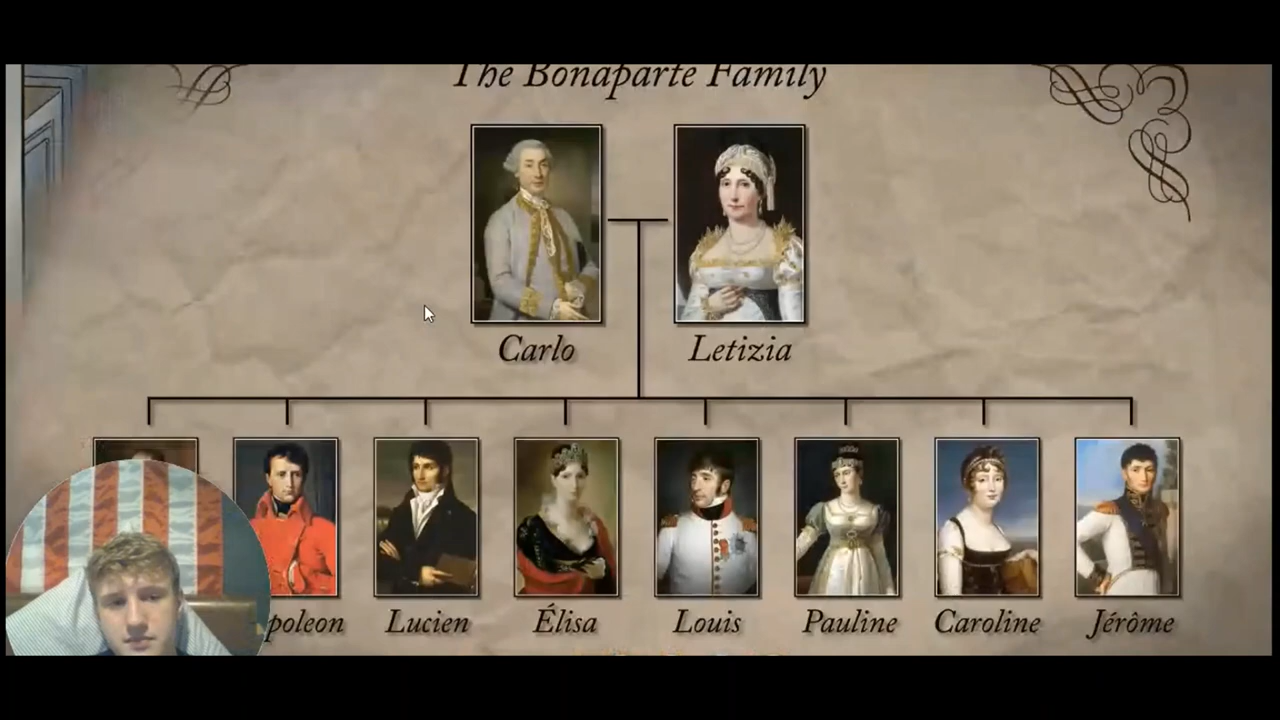 The Bonaparte Family
Carlo Letizia
poleon Lucien Élisa Louis Pauline Caroline Jérôme